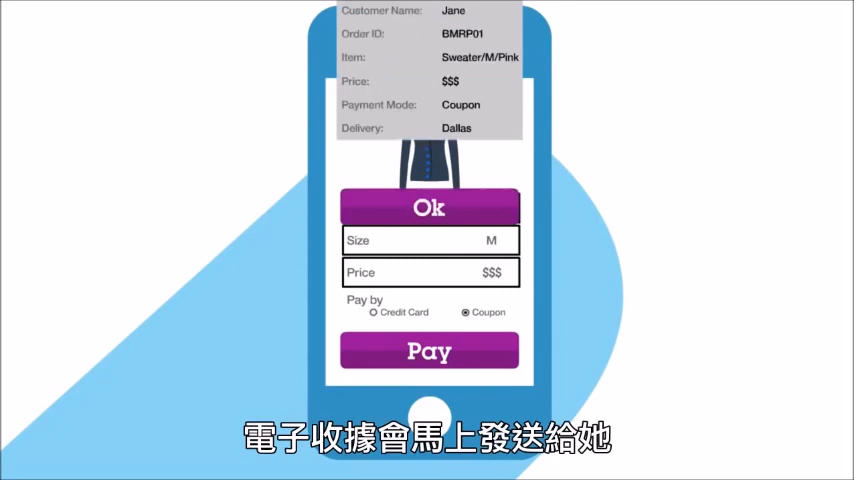 Customer Name: Jane
Order ID: BMRP01
Item: Sweater/M/Pink
Price: $$$
Payment Mode: Coupon
Delivery: Dallas
Ok
Size M
Price $$$
Pay by
Credit Card Coupon
Pay
電子收據會馬上發送給她